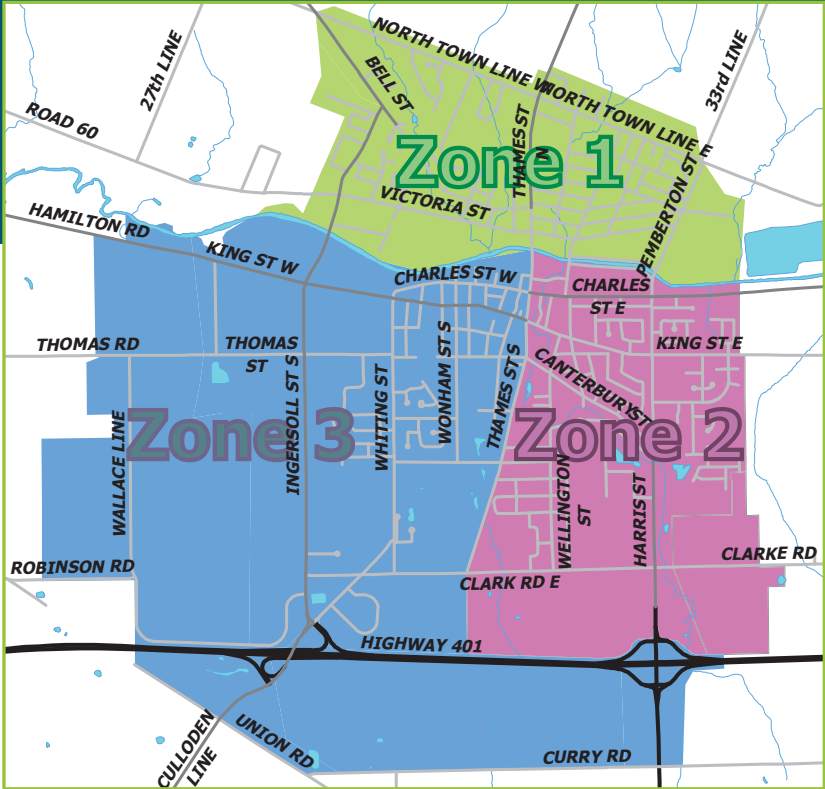 NORTH TOWN LINE W
NORTH TOWN LINE E
27th LINE
33rd LINE
BELL ST
ROAD 60
THAMES ST
N
Zone 1
VICTORIA ST
PEMBERTON ST
HAMILTON RD
KING ST W
CHARLES ST W
CHARLES
ST E
THOMAS RD
THOMAS
ST
KING ST E
INGERSOLL ST S
WHITING ST
WONHAM ST S
THAMES ST S
CANTERBURY ST
WALLACE LINE
Zone 3
Zone 2
WELLINGTON
ST
HARRIS ST
ROBINSON RD
CLARK RD E
CLARKE RD
HIGHWAY 401
CULLODEN
LINE
UNION RD
CURRY RD